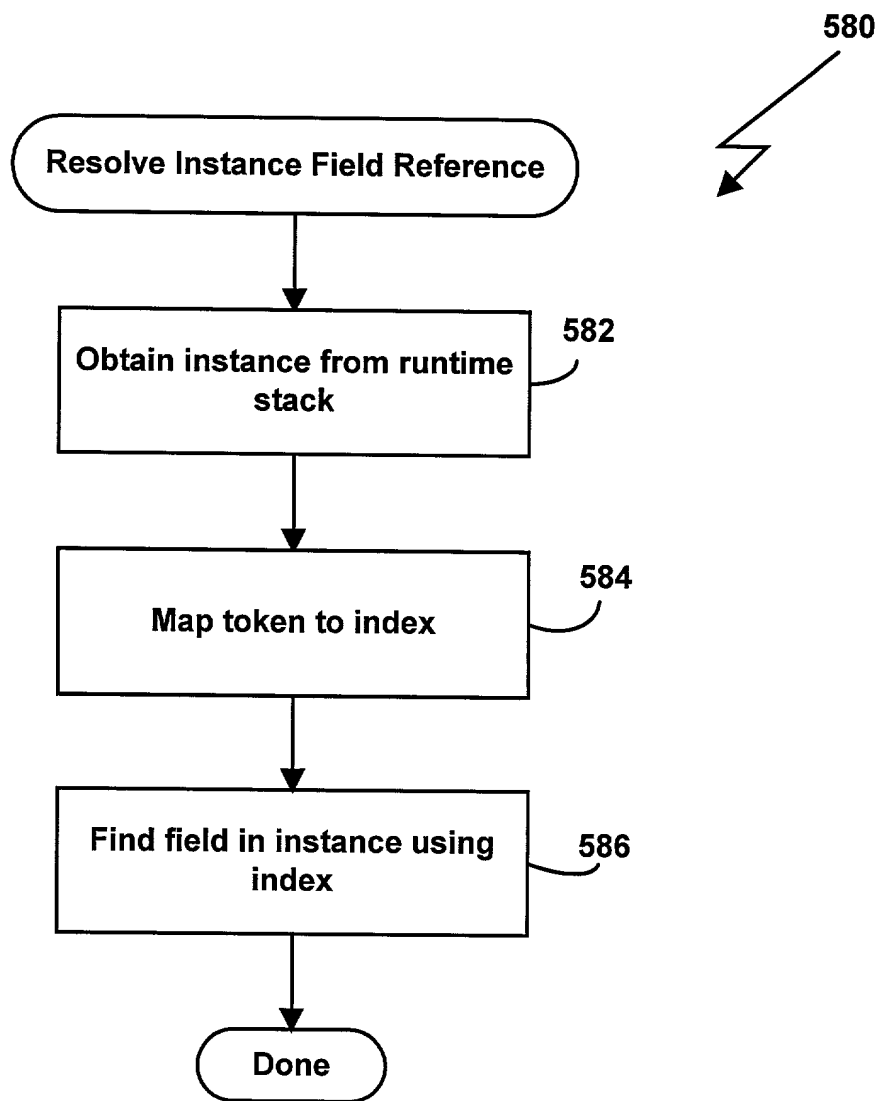 580
Resolve Instance Field Reference
582
Obtain instance from runtime
stack
584
Map token to index
586
Find field in instance using
index
Done